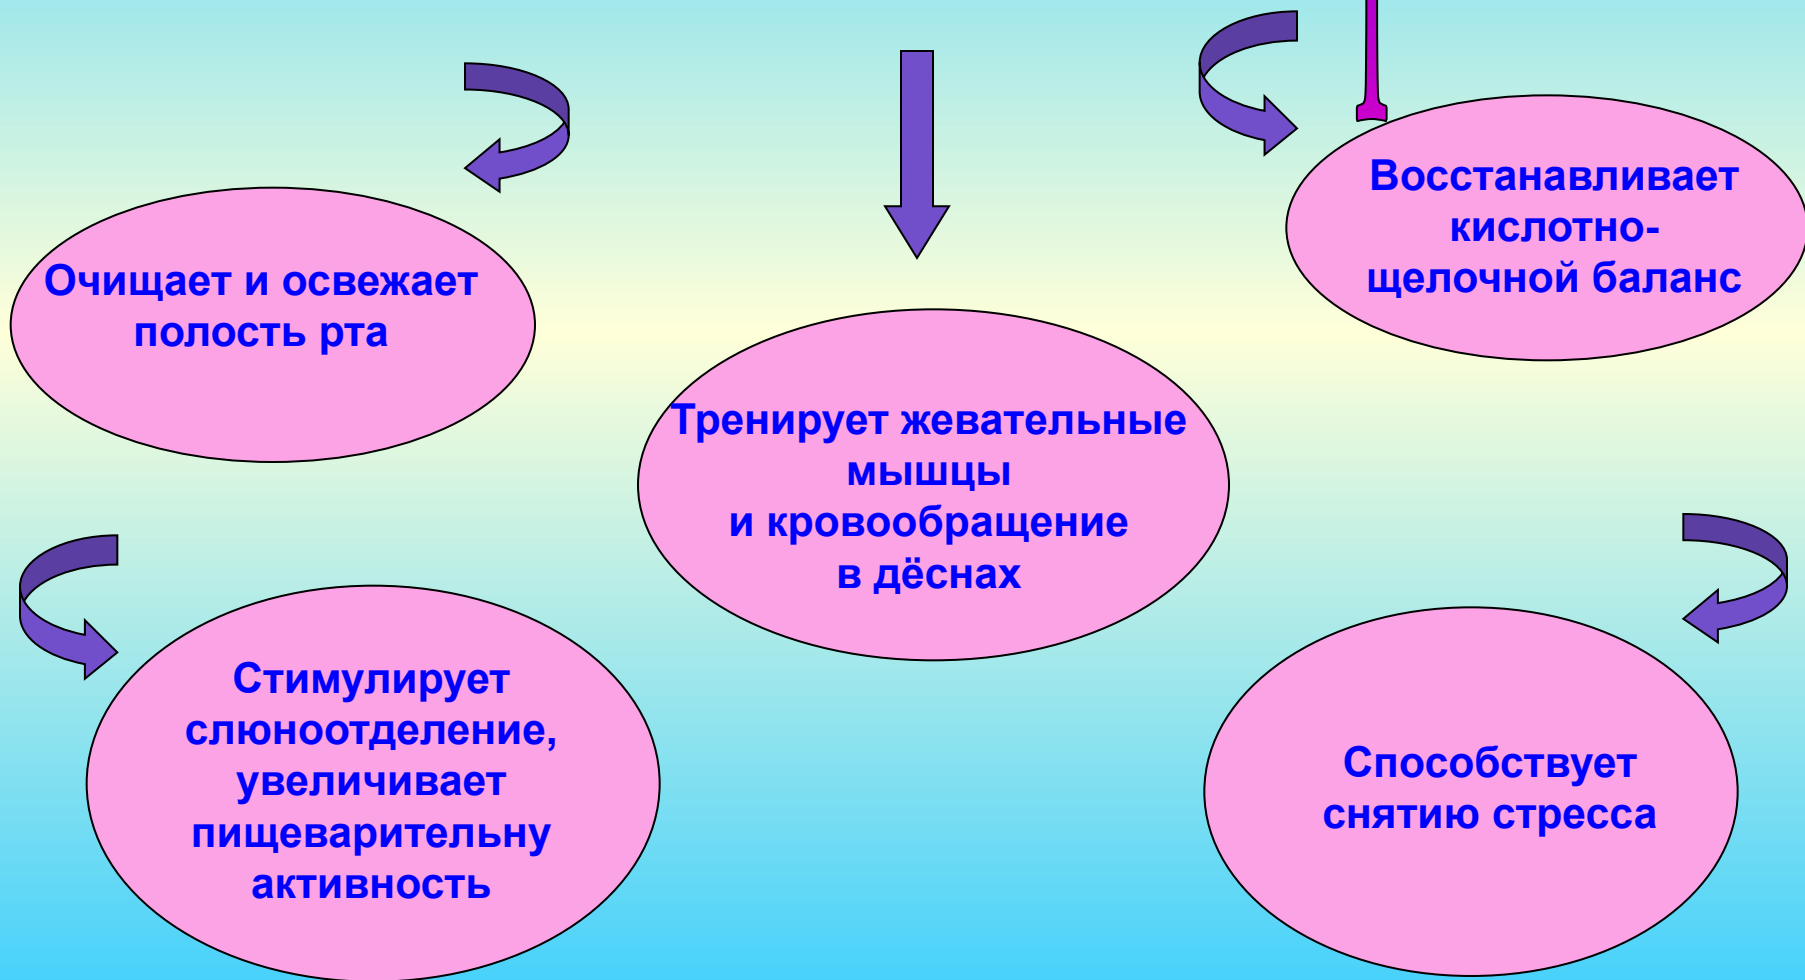 Очищает и освежает
полость рта
Тренирует жевательные
мышцы
и кровообращение
в дёснах
Восстанавливает
кислотно-
щелочной баланс
Стимулирует
слюноотделение,
увеличивает
пищеварительну
активность
Способствует
снятию стресса